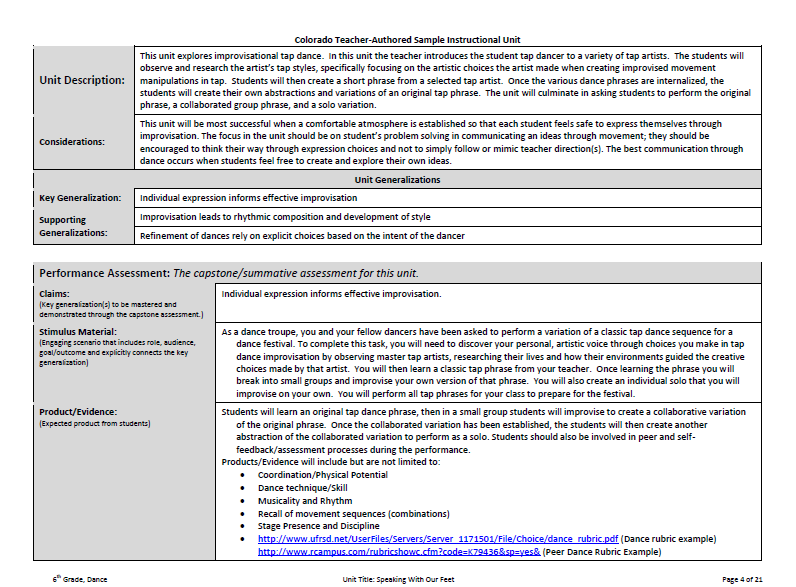 Colorado Teacher-Authored Sample Instructional Unit
Unit Description:
This unit explores improvisational tap dance.  In this unit the teacher introduces the student tap dancer to a variety of tap artists.  The students will
observe and research the artist's tap styles, specifically focusing on the artistic choices the artist made when creating improvised movement
manipulations in tap.  Students will then create a short phrase from a selected tap artist.  Once the various dance phrases are internalized, the
students will create their own abstractions and variations of an original tap phrase.  The unit will culminate in asking students to perform the original
phrase, a collaborated group phrase, and a solo variation.
Considerations:
This unit will be most successful when a comfortable atmosphere is established so that each student feels safe to express themselves through
improvisation. The focus in the unit should be on student's problem solving in communicating an ideas through movement; they should be
encouraged to think their way through expression choices and not to simply follow or mimic teacher direction(s). The best communication through
dance occurs when students feel free to create and explore their own ideas.
Unit Generalizations
Key Generalization:
Individual expression informs effective improvisation
Supporting
Generalizations:
Improvisation leads to rhythmic composition and development of style
Refinement of dances rely on explicit choices based on the intent of the dancer
Performance Assessment: The capstone/summative assessment for this unit.
Claims:
(Key generalization(s) to be mastered and
demonstrated through the capstone assessment.)
Individual expression informs effective improvisation.
Stimulus Material:
(Engaging scenario that includes role, audience,
goal/outcome and explicitly connects the key
generalization)
As a dance troupe, you and your fellow dancers have been asked to perform a variation of a classic tap dance sequence for a
dance festival. To complete this task, you will need to discover your personal, artistic voice through choices you make in tap
dance improvisation by observing master tap artists, researching their lives and how their environments guided the creative
choices made by that artist.  You will then learn a classic tap phrase from your teacher.  Once learning the phrase you will
break into small groups and improvise your own version of that phrase.  You will also create an individual solo that you will
improvise on your own.  You will perform all tap phrases for your class to prepare for the festival.
Product/Evidence:
(Expected product from students)
Students will learn an original tap dance phrase, then in a small group students will improvise to create a collaborative variation
of the original phrase.  Once the collaborated variation has been established, the students will then create another
abstraction of the collaborated variation to perform as a solo. Students should also be involved in peer and self-
feedback/assessment processes during the performance.
Products/Evidence will include but are not limited to:
• Coordination/Physical Potential
• Dance technique/Skill
• Musicality and Rhythm
• Recall of movement sequences (combinations)
• Stage Presence and Discipline
• http://www.ufrsd.net/UserFiles/Servers/Server_1171501/File/Choice/dance_rubric.pdf (Dance rubric example)
http://www.rcampus.com/rubricshowc.cfm?code=K79436&sp=yes& (Peer Dance Rubric Example)
6th Grade, Dance
Unit Title: Speaking With Our Feet
Page 4 of 21